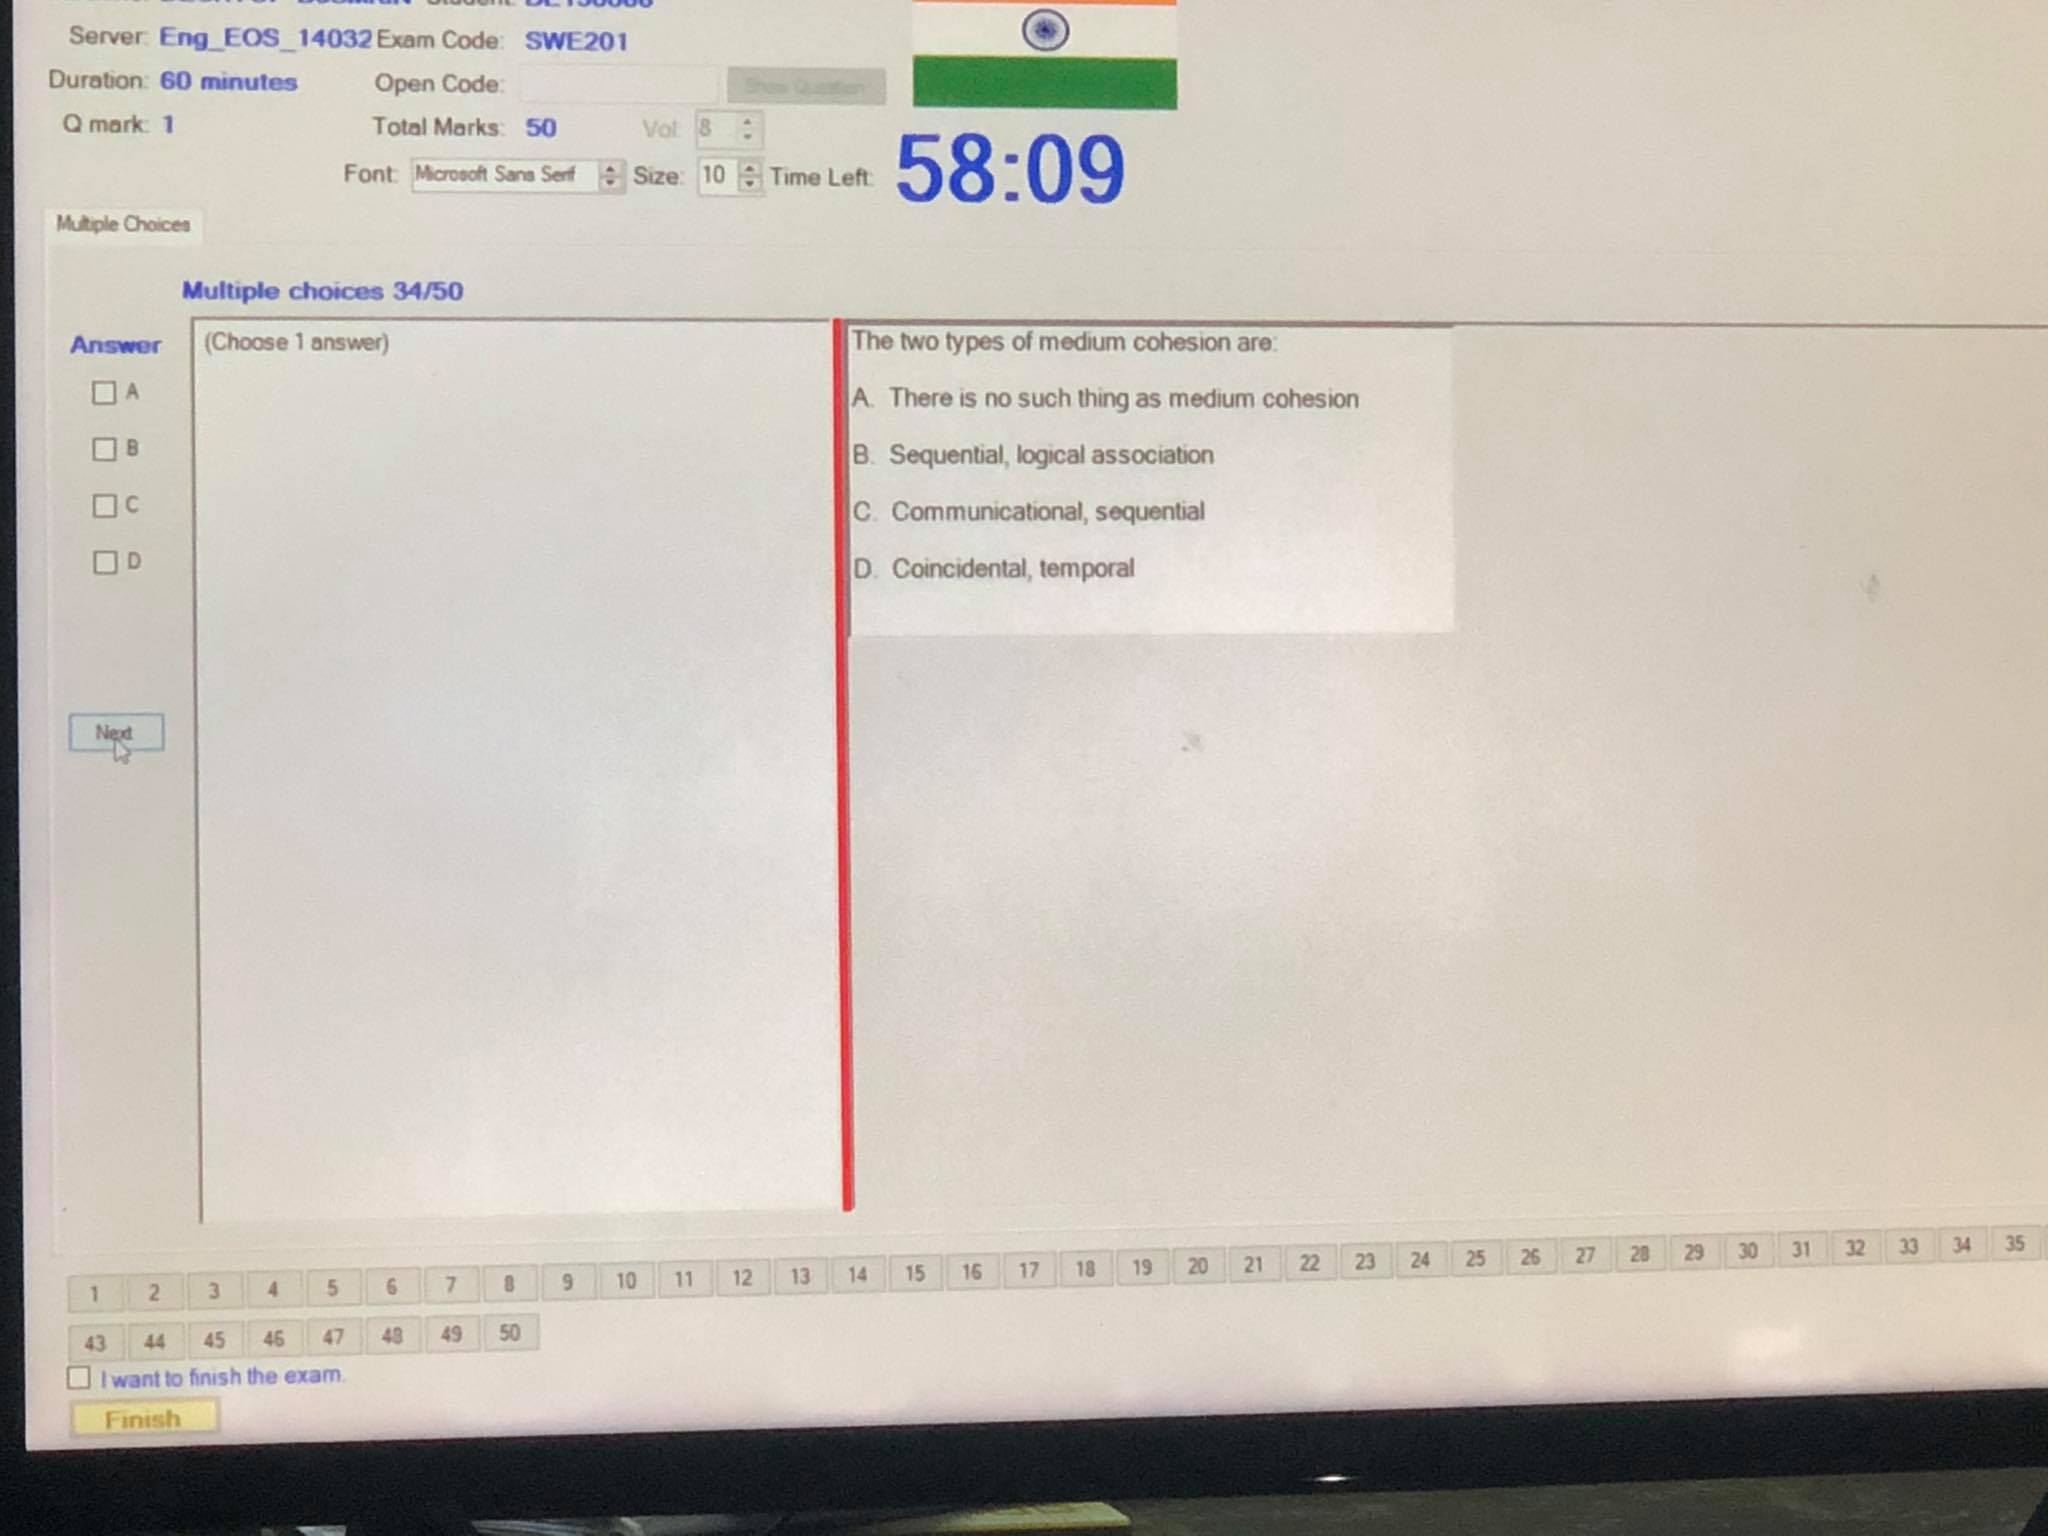 Server: Eng_EOS_14032 Exam Code: SWE201
Duration: 60 minutes Open Code: Show Question
Q mark: 1 Total Marks: 50 Vol: 8
Font: Microsoft Sans Serif Size: 10 Time Left: 58:09
Multiple Choices
Multiple choices 34/50
Answer
A
B
C
D
Next
(Choose 1 answer)
The two types of medium cohesion are:
A. There is no such thing as medium cohesion
B. Sequential, logical association
C. Communicational, sequential
D. Coincidental, temporal
1 2 3 4 5 6 7 8 9 10 11 12 13 14 15 16 17 18 19 20 21 22 23 24 25 26 27 28 29 30 31 32 33 34 35
43 44 45 46 47 48 49 50
I want to finish the exam.
Finish